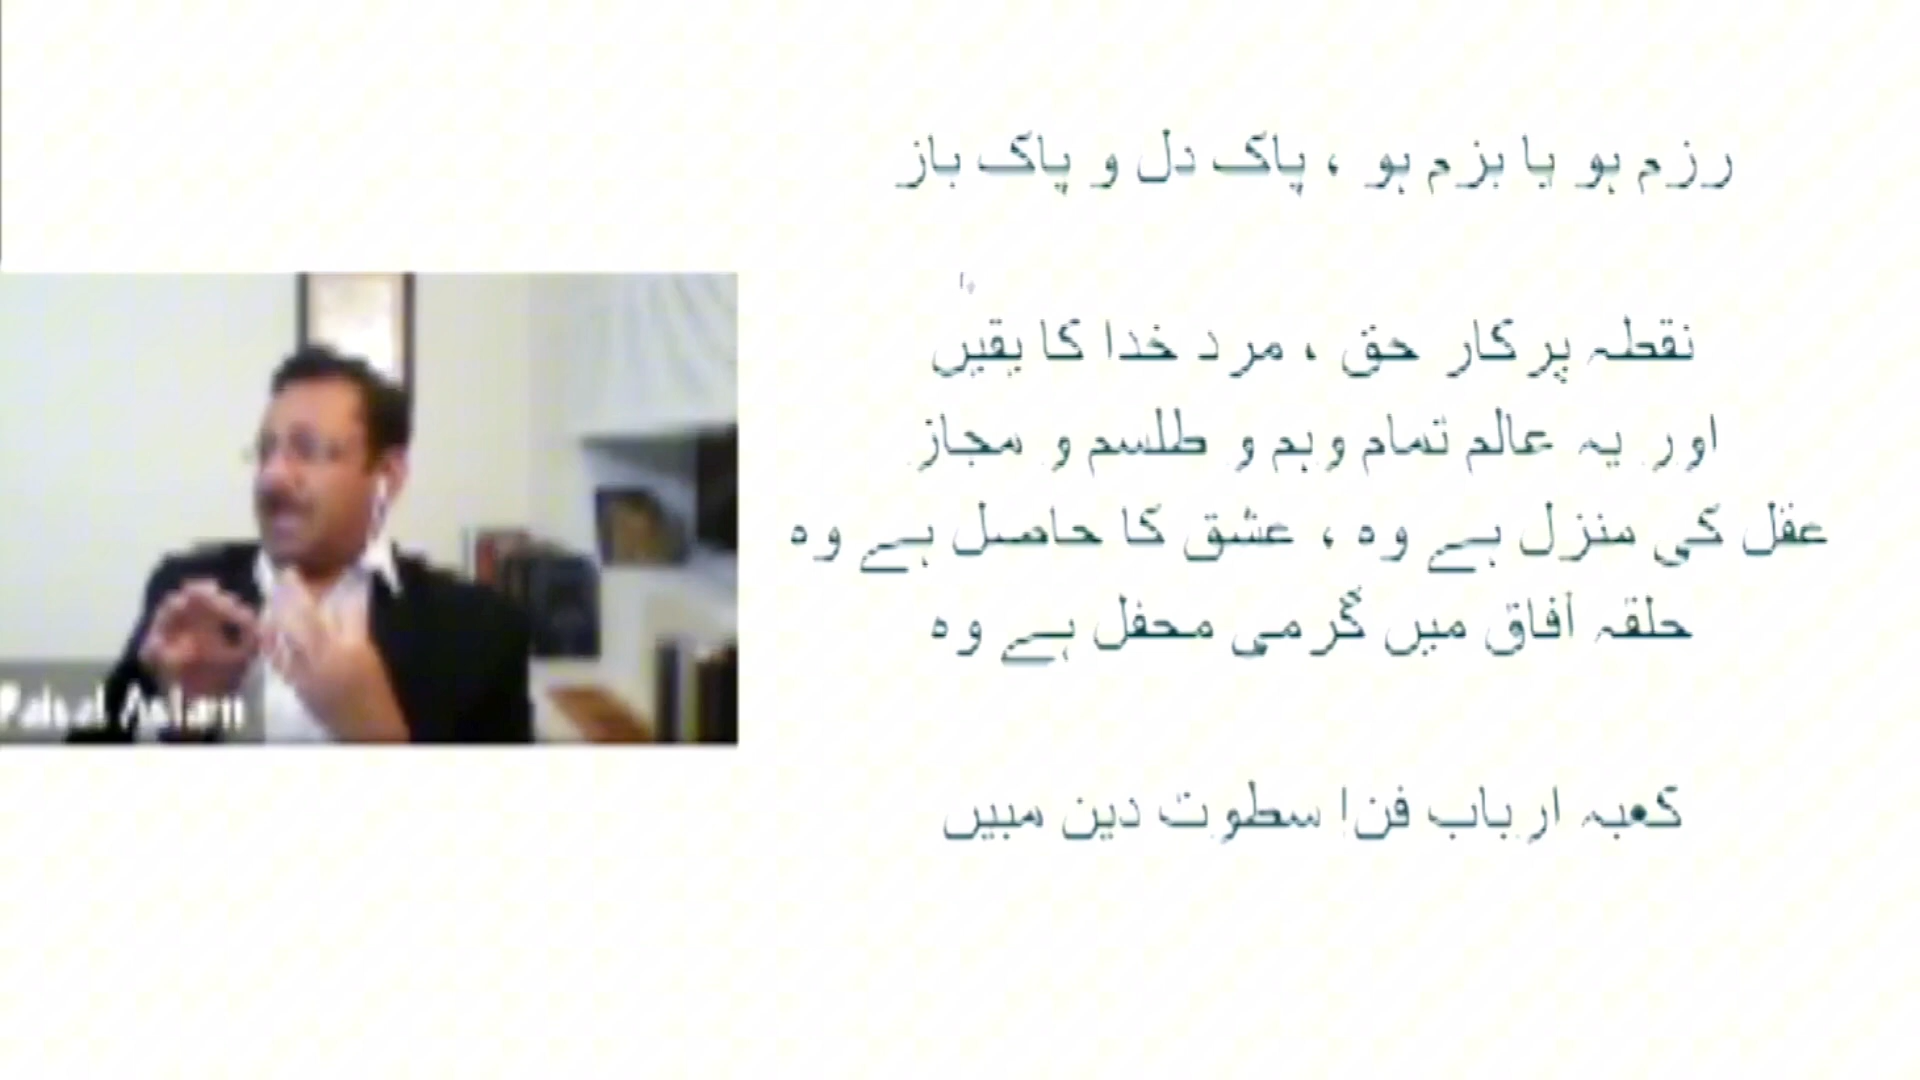 رزم ہو یا بزم ہو ، پاک دل و پاک باز
نقطہ پرکار حق ، مرد خدا کا یقیں
اور یہ عالم تمام وہم و طلسم و مجاز
عقل کی منزل ہے وہ ، عشق کا حاصل ہے وہ
حلقہ آفاق میں گرمی محفل ہے وہ
کعبہ ارباب فن! سطوت دین مبیں
Aslam